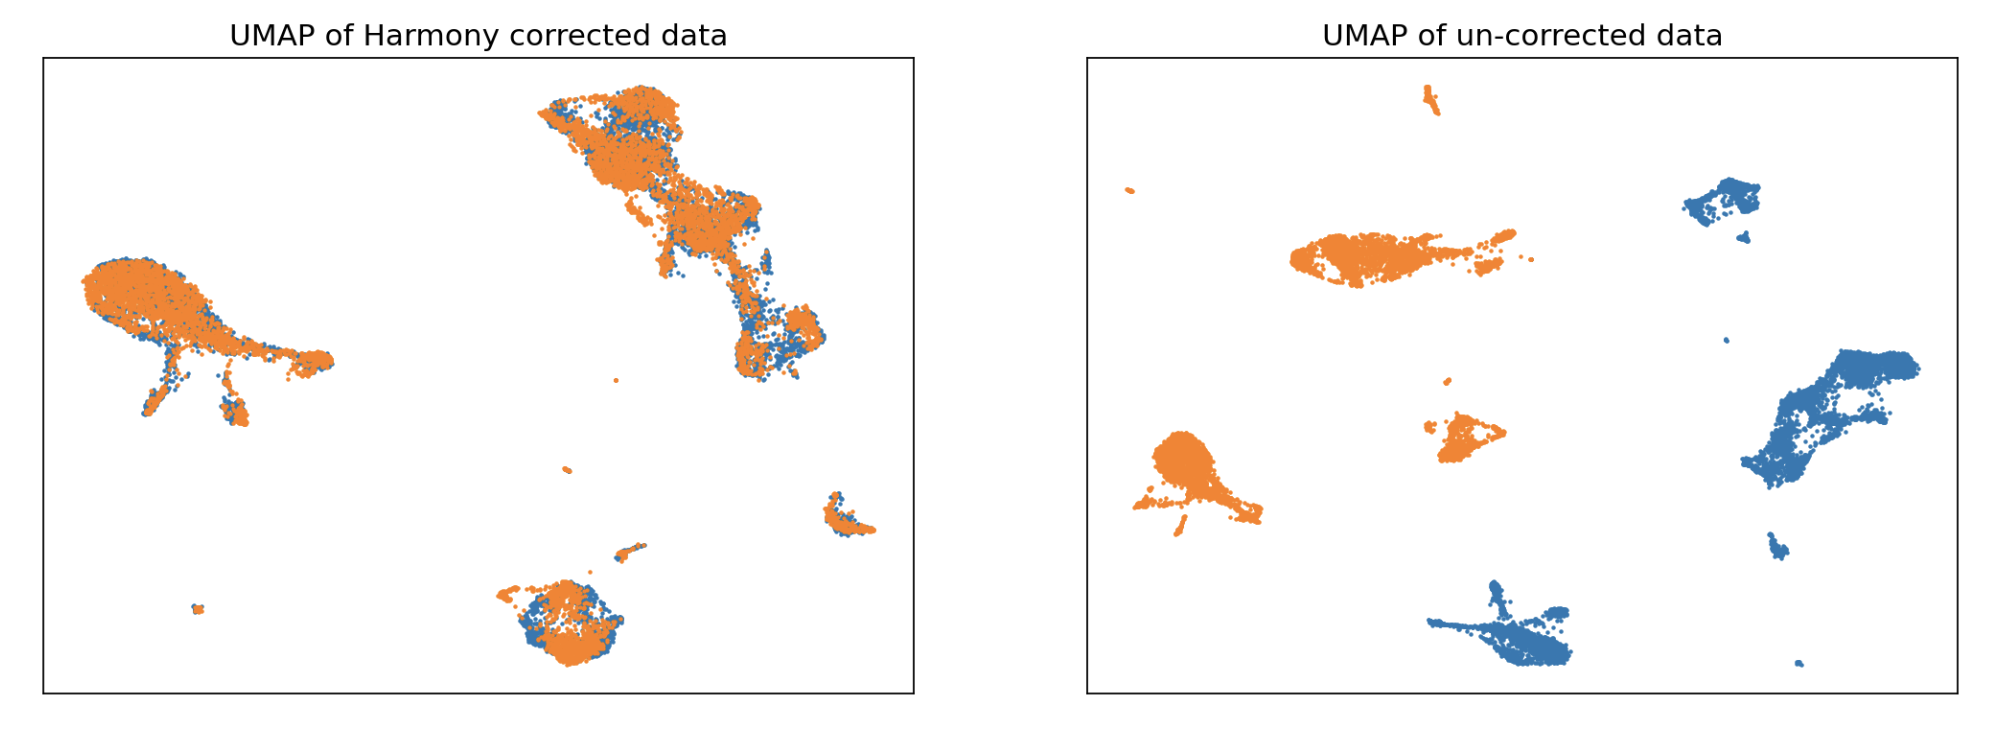 UMAP of Harmony corrected data
UMAP of un-corrected data